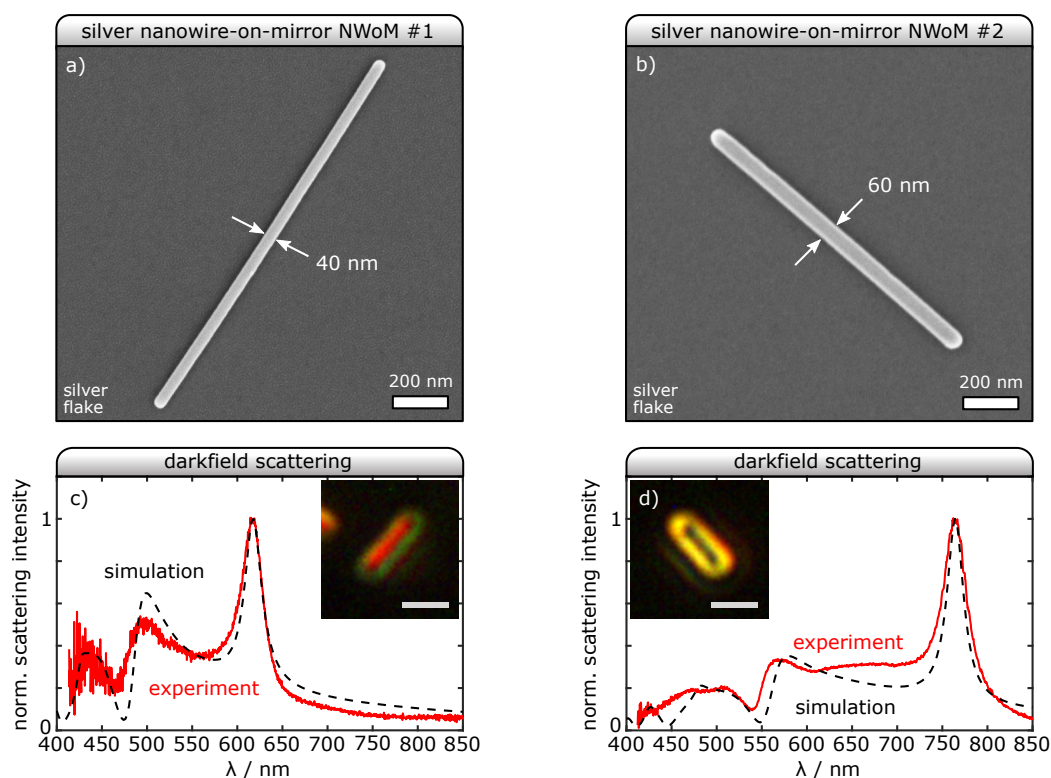 silver nanowire-on-mirror NWoM #1
a)
40 nm
silver
flake
200 nm
silver nanowire-on-mirror NWoM #2
b)
60 nm
silver
flake
200 nm
darkfield scattering
c)
norm. scattering intensity
1
0
simulation
experiment
400 450 500 550 600 650 700 750 800 850
λ / nm
darkfield scattering
d)
norm. scattering intensity
1
0
experiment
simulation
400 450 500 550 600 650 700 750 800 850
λ / nm